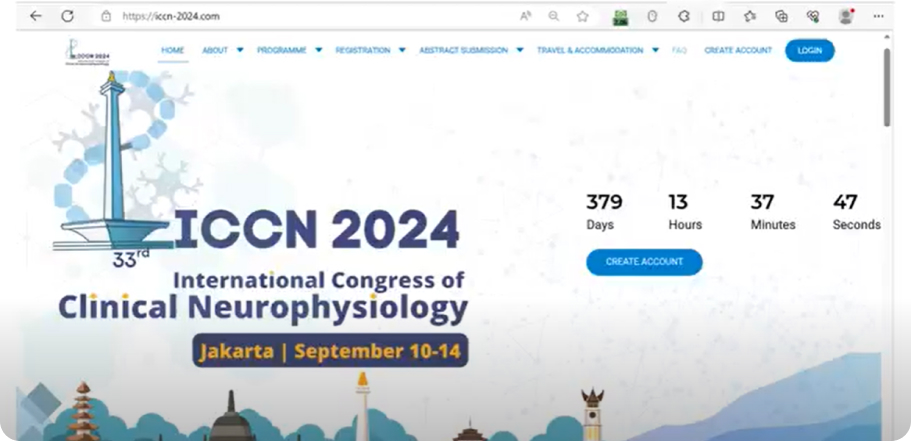 https://iccn-2024.com
ICCN 2024
HOME ABOUT PROGRAMME REGISTRATION ABSTRACT SUBMISSION TRAVEL & ACCOMMODATION FAQ CREATE ACCOUNT LOGIN
379 13 37 47
Days Hours Minutes Seconds
CREATE ACCOUNT
33rd
ICCN 2024
International Congress of
Clinical Neurophysiology
Jakarta | September 10-14